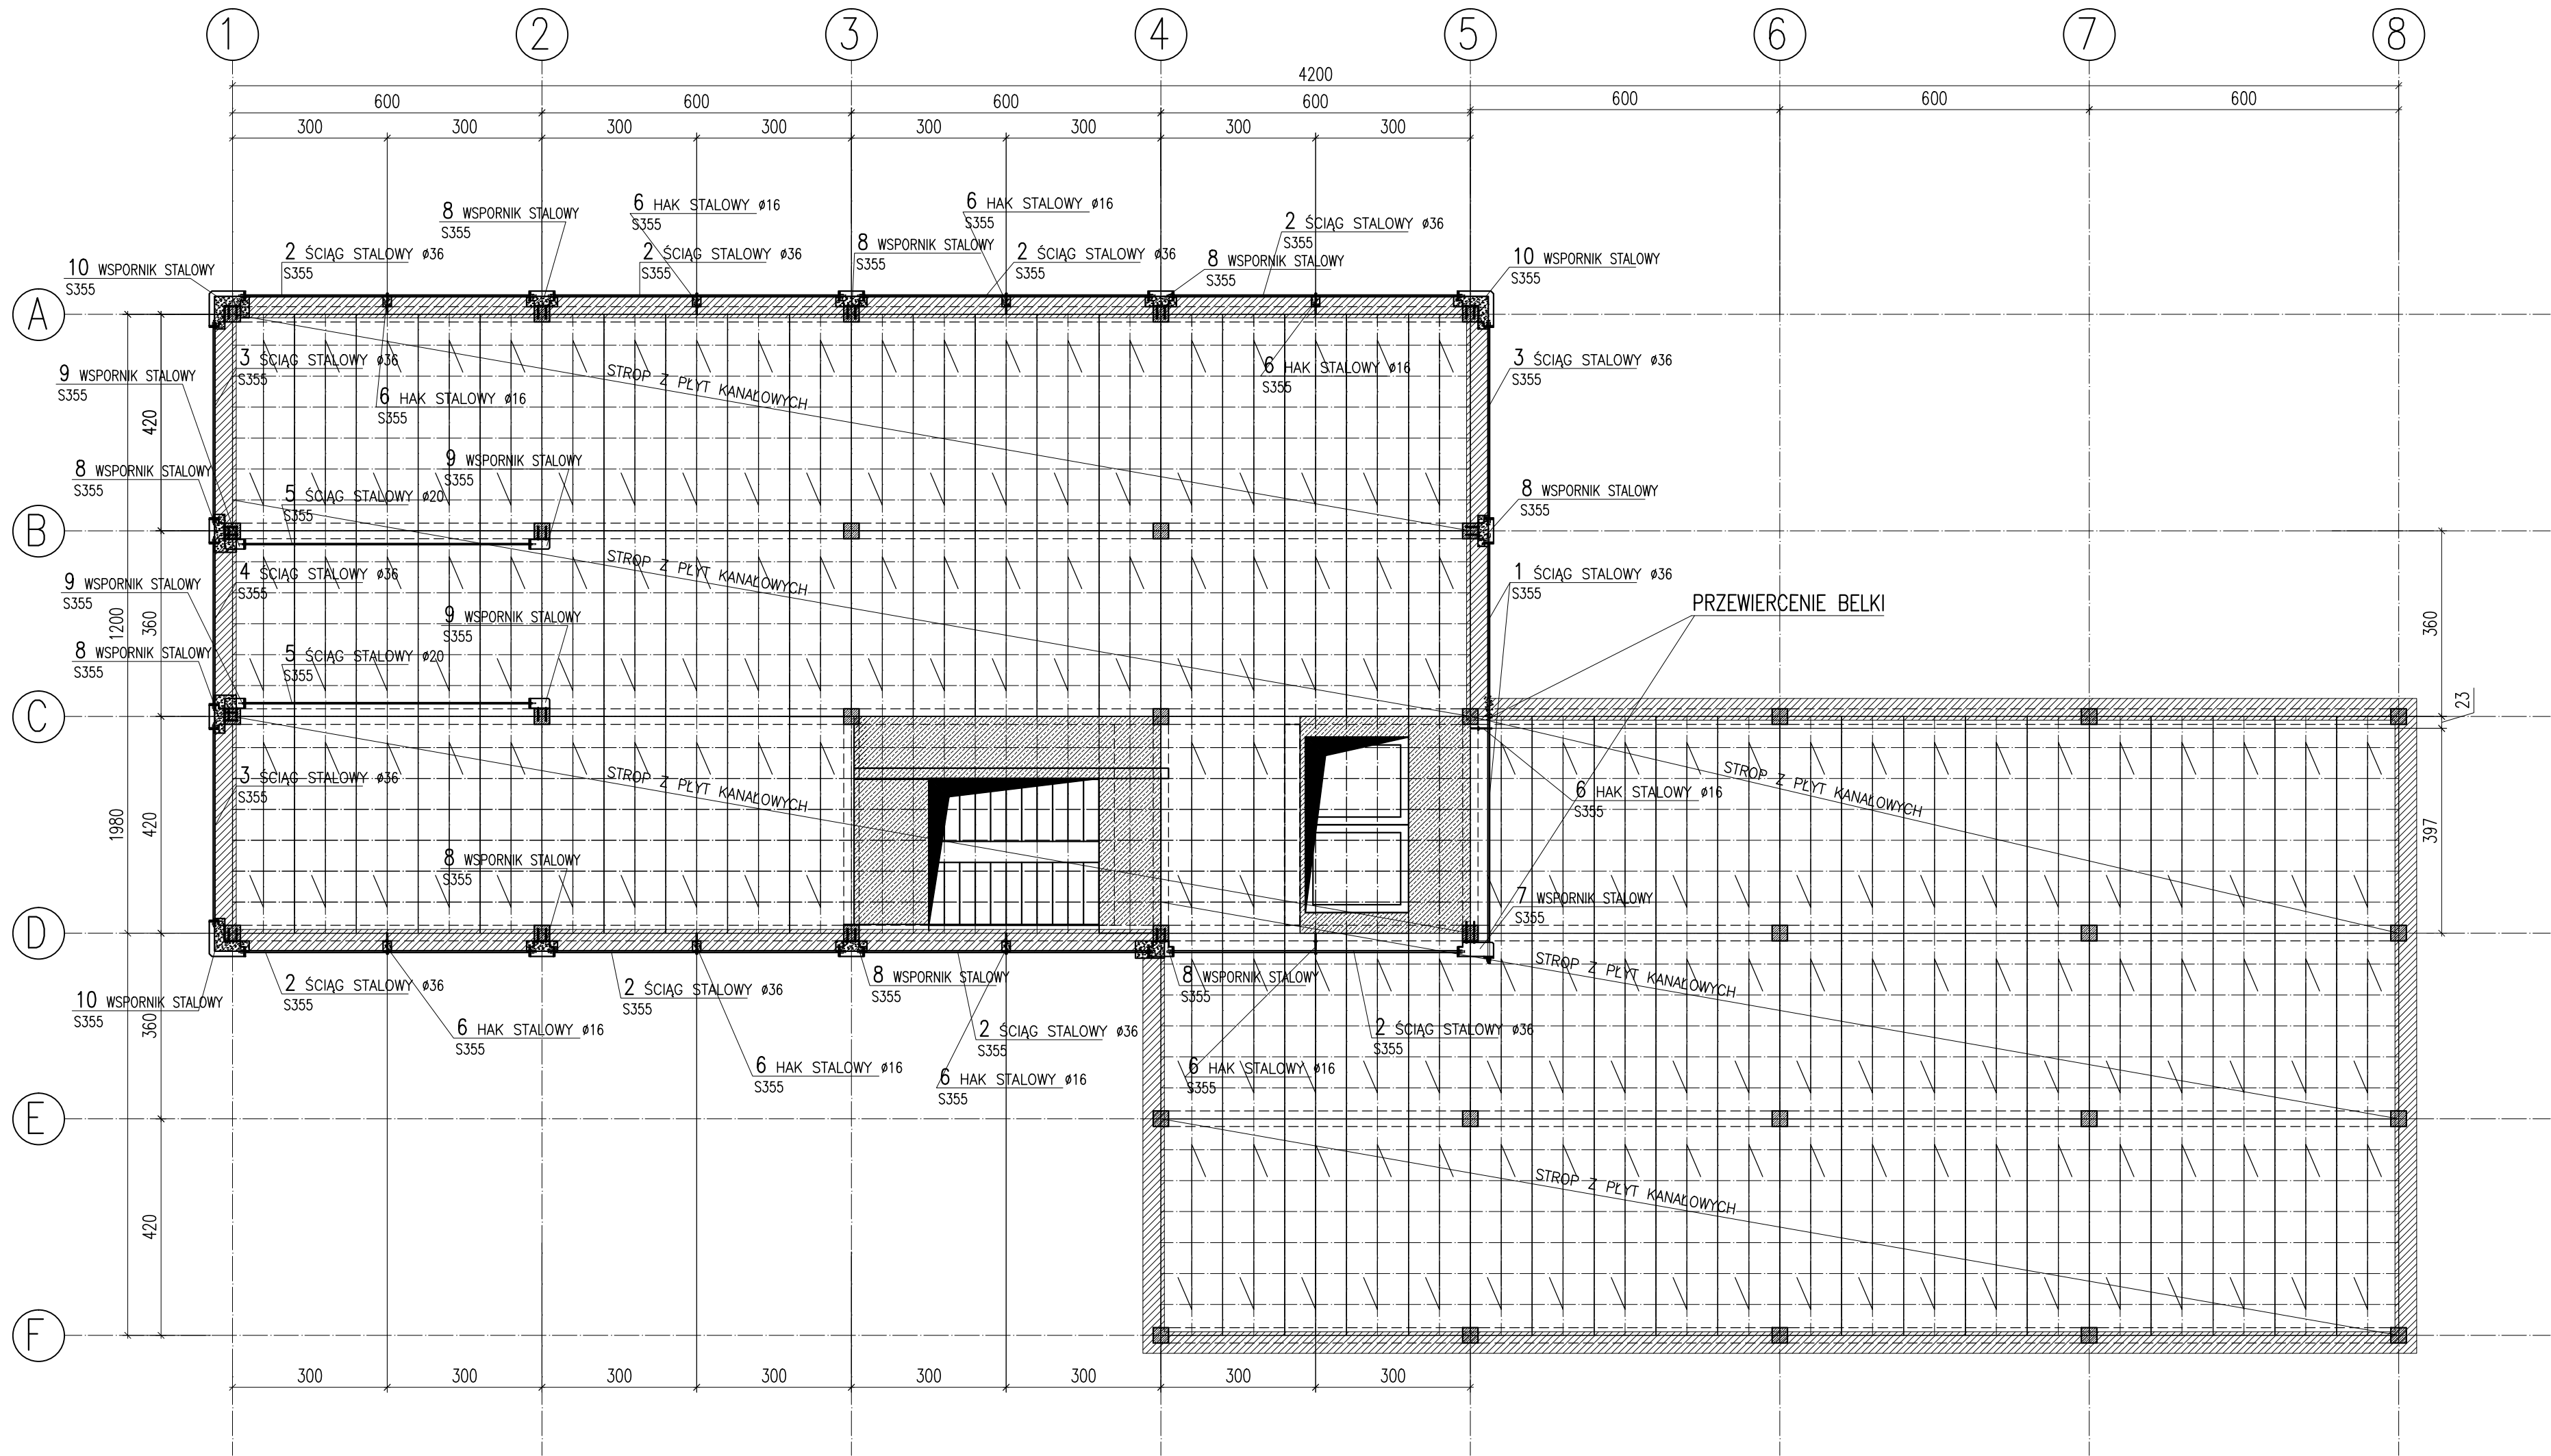 1 2 3 4 5 6 7 8
4200
600 600 600 600 600 600 600
300 300 300 300 300 300 300 300
6 HAK STALOWY ø16
S355
6 HAK STALOWY ø16
S355
8 WSPORNIK STALOWY
S355
2 ŚCIĄG STALOWY ø36
S355
2 ŚCIĄG STALOWY ø36
S355
2 ŚCIĄG STALOWY ø36
S355
8 WSPORNIK STALOWY
S355
2 ŚCIĄG STALOWY ø36
S355
8 WSPORNIK STALOWY
S355
10 WSPORNIK STALOWY
S355
10 WSPORNIK STALOWY
S355
A
3 ŚCIĄG STALOWY ø36
S355
6 HAK STALOWY ø16
S355
3 ŚCIĄG STALOWY ø36
S355
9 WSPORNIK STALOWY
S355
STROP Z PŁYT KANAŁOWYCH
6 HAK STALOWY ø16
S355
420
8 WSPORNIK STALOWY
S355
9 WSPORNIK STALOWY
S355
5 ŚCIĄG STALOWY ø20
S355
8 WSPORNIK STALOWY
S355
B
STROP Z PŁYT KANAŁOWYCH
9 WSPORNIK STALOWY
S355
4 ŚCIĄG STALOWY ø36
S355
1 ŚCIĄG STALOWY ø36
S355
PRZEWIERCENIE BELKI
1200
360
360
9 WSPORNIK STALOWY
S355
8 WSPORNIK STALOWY
S355
5 ŚCIĄG STALOWY ø20
S355
C
23
3 ŚCIĄG STALOWY ø36
S355
STROP Z PŁYT KANAŁOWYCH
STROP Z PŁYT KANAŁOWYCH
6 HAK STALOWY ø16
S355
1980
420
397
8 WSPORNIK STALOWY
S355
7 WSPORNIK STALOWY
S355
D
10 WSPORNIK STALOWY
S355
2 ŚCIĄG STALOWY ø36
S355
2 ŚCIĄG STALOWY ø36
S355
8 WSPORNIK STALOWY
S355
8 WSPORNIK STALOWY
S355
STROP Z PŁYT KANAŁOWYCH
360
6 HAK STALOWY ø16
S355
2 ŚCIĄG STALOWY ø36
S355
2 ŚCIĄG STALOWY ø36
S355
6 HAK STALOWY ø16
S355
6 HAK STALOWY ø16
S355
6 HAK STALOWY ø16
S355
E
STROP Z PŁYT KANAŁOWYCH
420
F
300 300 300 300 300 300 300 300